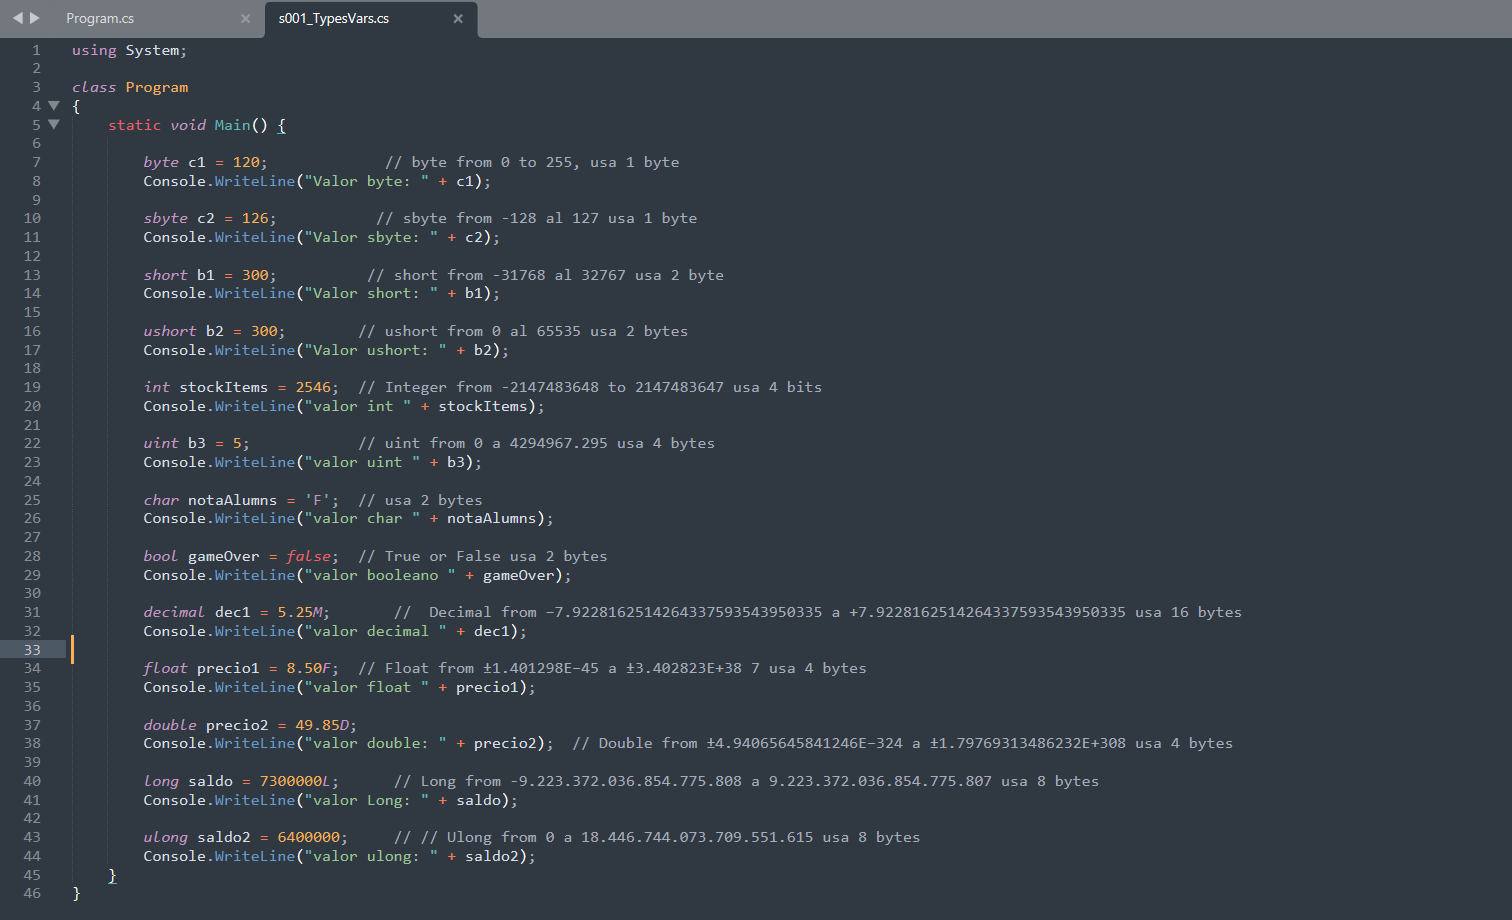 Program.cs
s001_TypesVars.cs
1 using System;
2
3 class Program
4 {
5 static void Main() {
6
7 byte c1 = 120; // byte from 0 to 255, usa 1 byte
8 Console.WriteLine("Valor byte: " + c1);
9
10 sbyte c2 = 126; // sbyte from -128 al 127 usa 1 byte
11 Console.WriteLine("Valor sbyte: " + c2);
12
13 short b1 = 300; // short from -31768 al 32767 usa 2 byte
14 Console.WriteLine("Valor short: " + b1);
15
16 ushort b2 = 300; // ushort from 0 al 65535 usa 2 bytes
17 Console.WriteLine("Valor ushort: " + b2);
18
19 int stockItems = 2546; // Integer from -2147483648 to 2147483647 usa 4 bits
20 Console.WriteLine("valor int " + stockItems);
21
22 uint b3 = 5; // uint from 0 a 4294967.295 usa 4 bytes
23 Console.WriteLine("valor uint " + b3);
24
25 char notaAlumns = 'F'; // usa 2 bytes
26 Console.WriteLine("valor char " + notaAlumns);
27
28 bool gameOver = false; // True or False usa 2 bytes
29 Console.WriteLine("valor booleano " + gameOver);
30
31 decimal dec1 = 5.25M; // Decimal from −7.9228162514264337593543950335 a +7.9228162514264337593543950335 usa 16 bytes
32 Console.WriteLine("valor decimal " + dec1);
33
34 float precio1 = 8.50F; // Float from ±1.401298E−45 a ±3.402823E+38 7 usa 4 bytes
35 Console.WriteLine("valor float " + precio1);
36
37 double precio2 = 49.85D;
38 Console.WriteLine("valor double: " + precio2); // Double from ±4.94065645841246E-324 a ±1.79769313486232E+308 usa 4 bytes
39
40 long saldo = 7300000L; // Long from -9.223.372.036.854.775.808 a 9.223.372.036.854.775.807 usa 8 bytes
41 Console.WriteLine("valor Long: " + saldo);
42
43 ulong saldo2 = 6400000; // // Ulong from 0 a 18.446.744.073.709.551.615 usa 8 bytes
44 Console.WriteLine("valor ulong: " + saldo2);
45 }
46 }